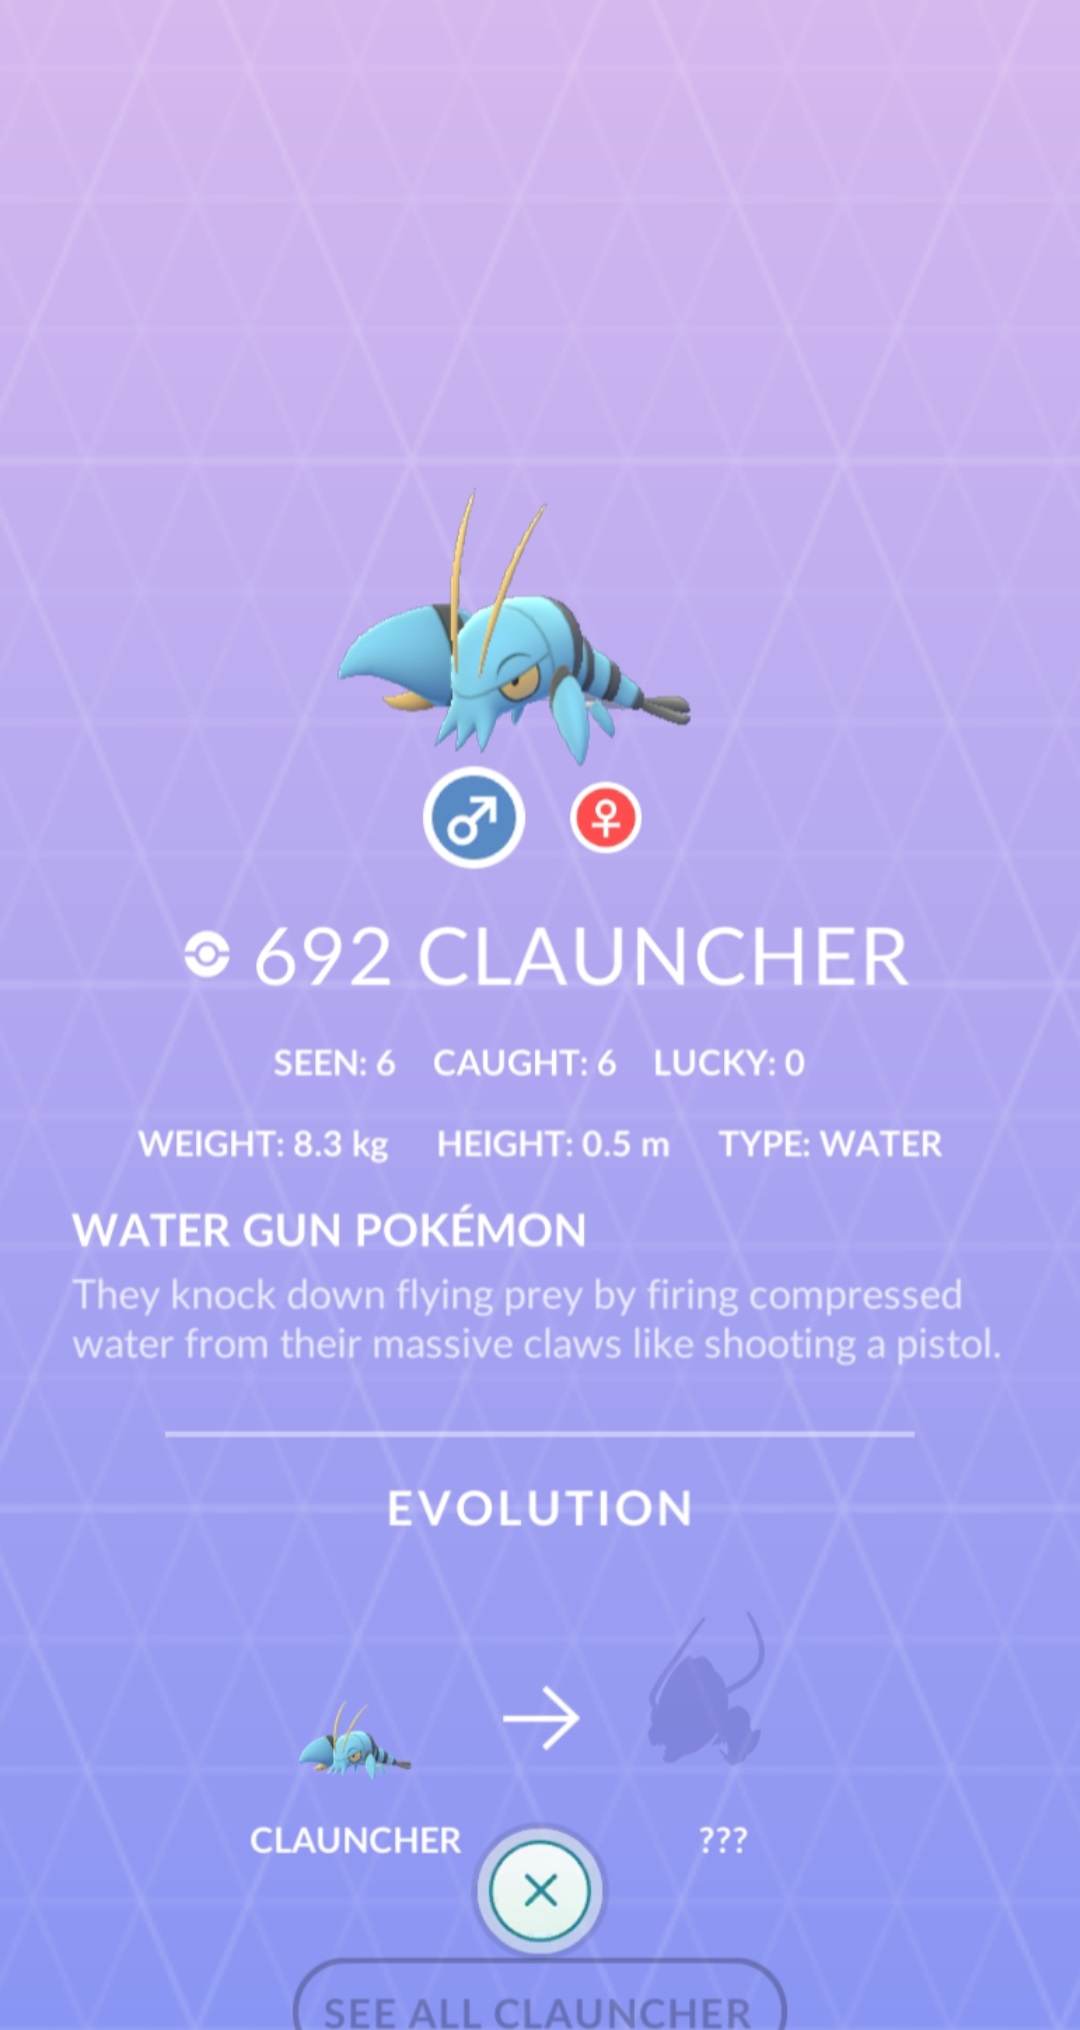 692 CLAUNCHER
SEEN: 6 CAUGHT: 6 LUCKY: 0
WEIGHT: 8.3 kg HEIGHT: 0.5 m TYPE: WATER
WATER GUN POKÉMON
They knock down flying prey by firing compressed
water from their massive claws like shooting a pistol.
EVOLUTION
CLAUNCHER ???
SEE ALL CLAUNCHER